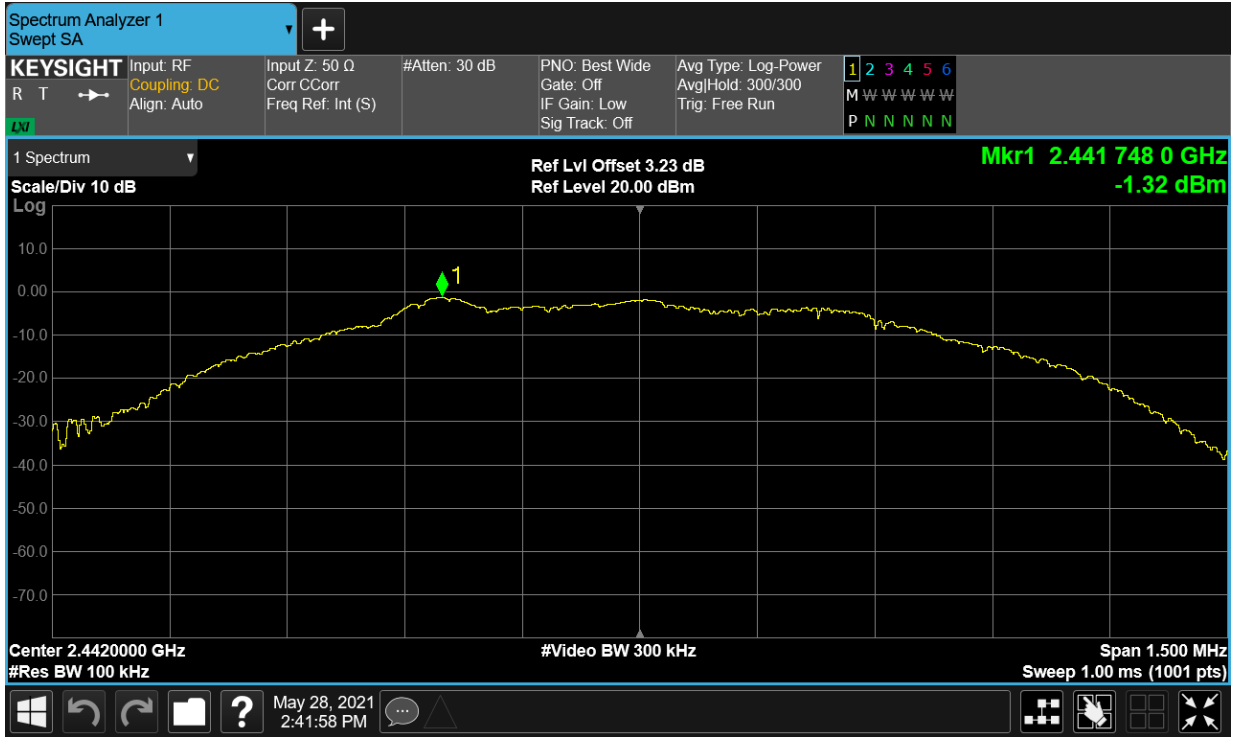 Spectrum Analyzer 1
Swept SA
+
KEYSIGHT
R T
LXI
Input: RF
Coupling: DC
Align: Auto
Input Z: 50 Ω
Corr CCorr
Freq Ref: Int (S)
#Atten: 30 dB
PNO: Best Wide
Gate: Off
IF Gain: Low
Sig Track: Off
Avg Type: Log-Power
Avg|Hold: 300/300
Trig: Free Run
1 2 3 4 5 6
M W W W W W
P N N N N N N
1 Spectrum
Scale/Div 10 dB
Ref Lvl Offset 3.23 dB
Ref Level 20.00 dBm
Mkr1 2.441 748 0 GHz
-1.32 dBm
Log
10.0
0.00
-10.0
-20.0
-30.0
-40.0
-50.0
-60.0
-70.0
1
Center 2.4420000 GHz
#Video BW 300 kHz
Span 1.500 MHz
#Res BW 100 kHz
Sweep 1.00 ms (1001 pts)
?
May 28, 2021
2:41:58 PM